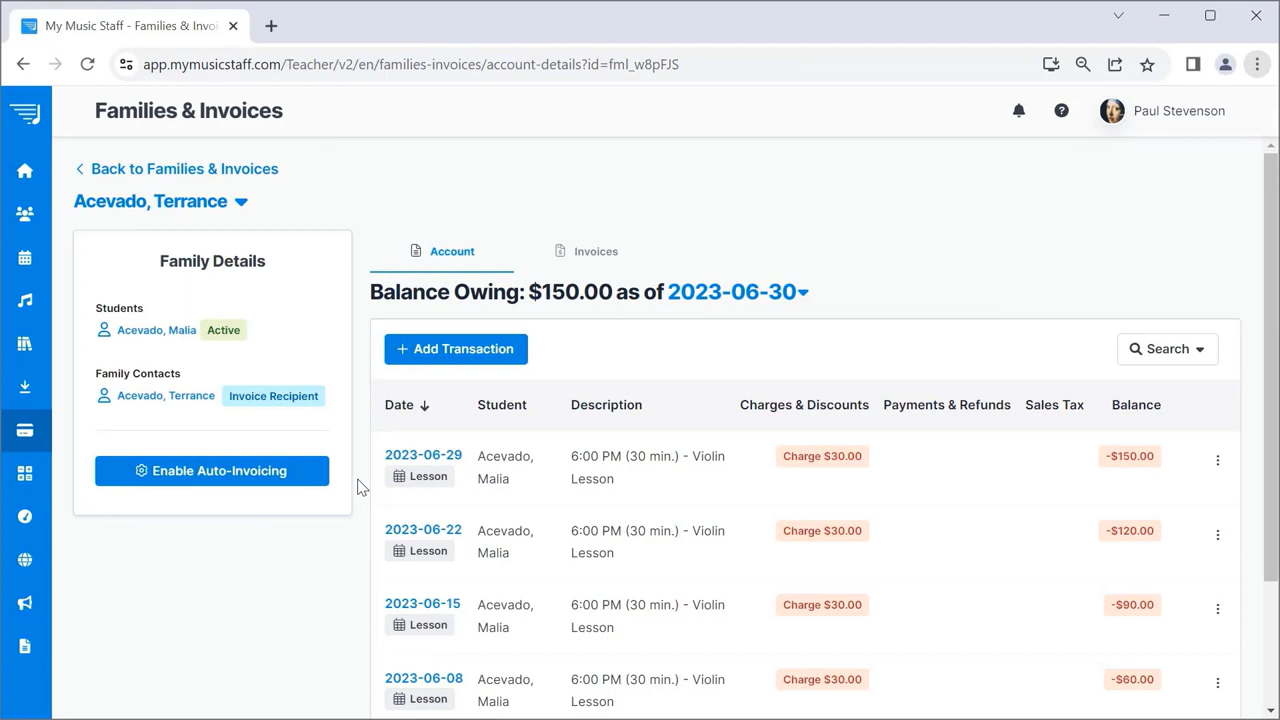 My Music Staff - Families & Invoi
app.mymusicstaff.com/Teacher/v2/en/families-invoices/account-details?id=fml_w8pFJS
Families & Invoices
Paul Stevenson
Back to Families & Invoices
Acevado, Terrance
Family Details
Students
Acevado, Malia Active
Family Contacts
Acevado, Terrance Invoice Recipient
Enable Auto-Invoicing
Account Invoices
Balance Owing: $150.00 as of 2023-06-30
+ Add Transaction
Search
Date Student Description Charges & Discounts Payments & Refunds Sales Tax Balance
2023-06-29 Acevado, 6:00 PM (30 min.) - Violin Charge $30.00 -$150.00
Lesson Malia Lesson
2023-06-22 Acevado, 6:00 PM (30 min.) - Violin Charge $30.00 -$120.00
Lesson Malia Lesson
2023-06-15 Acevado, 6:00 PM (30 min.) - Violin Charge $30.00 -$90.00
Lesson Malia Lesson
2023-06-08 Acevado, 6:00 PM (30 min.) - Violin Charge $30.00 -$60.00
Lesson Malia Lesson